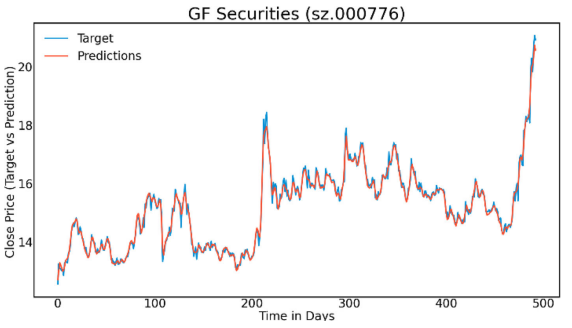 GF Securities (sz.000776)
Target
Predictions
Close Price (Target vs Prediction)
20
18
16
14
0 100 200 300 400 500
Time in Days